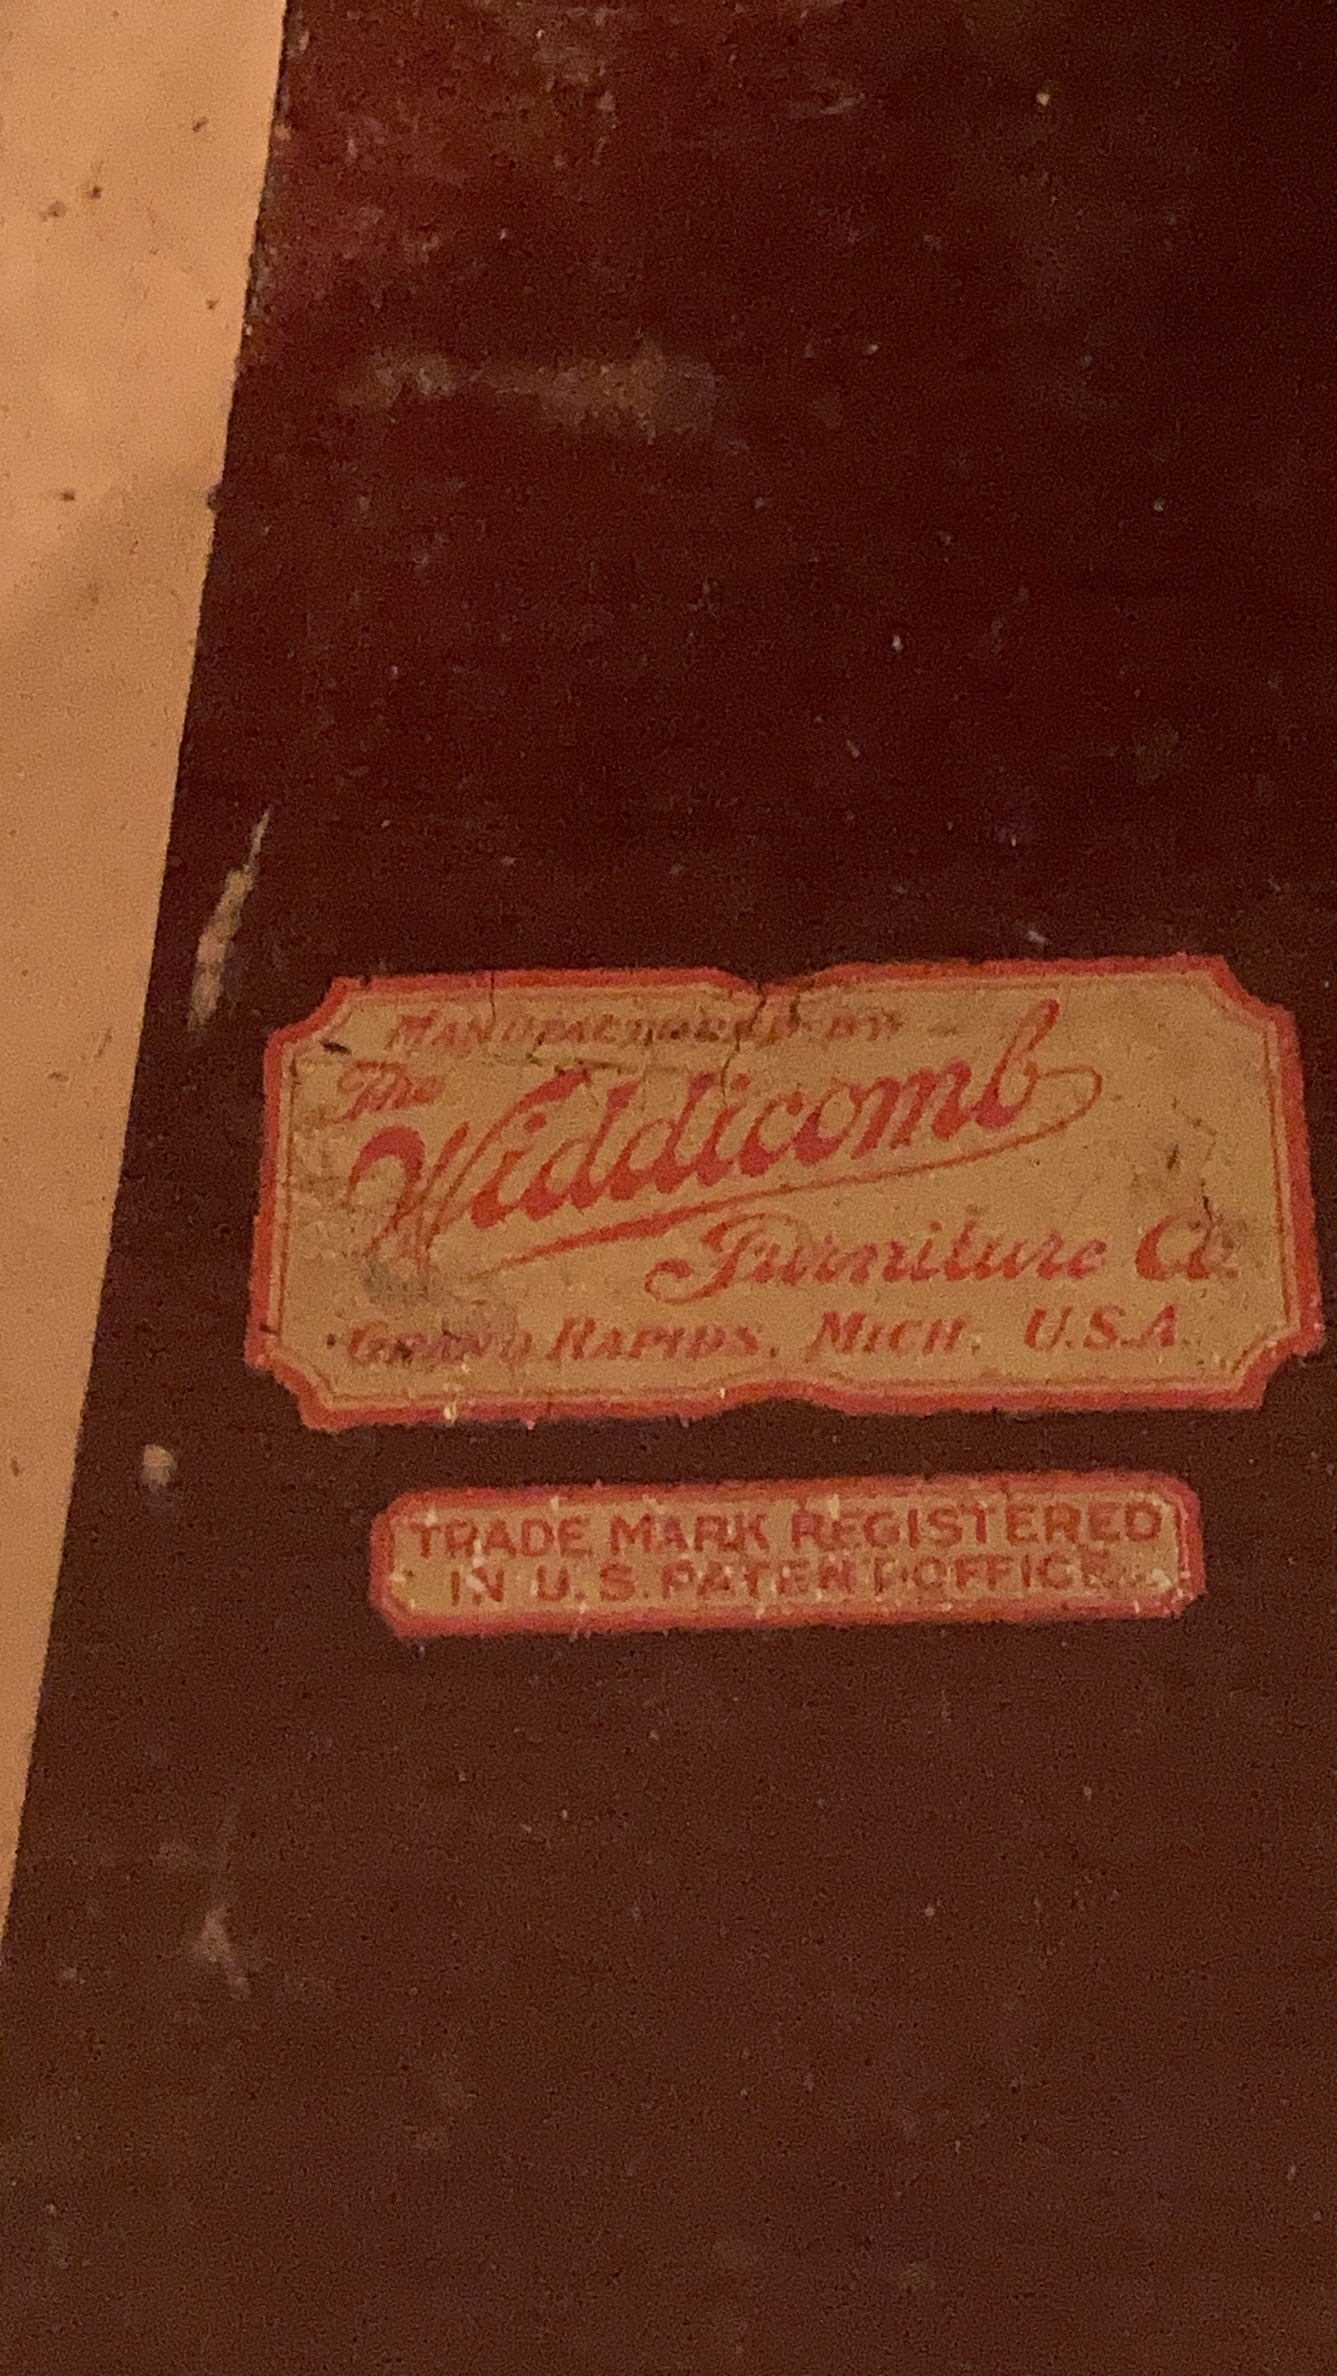 MANUFACTURED BY
The
Widdicomb
Furniture Co.
GRAND RAPIDS, MICH. U.S.A.
TRADE MARK REGISTERED
IN U.S. PATENT OFFICE